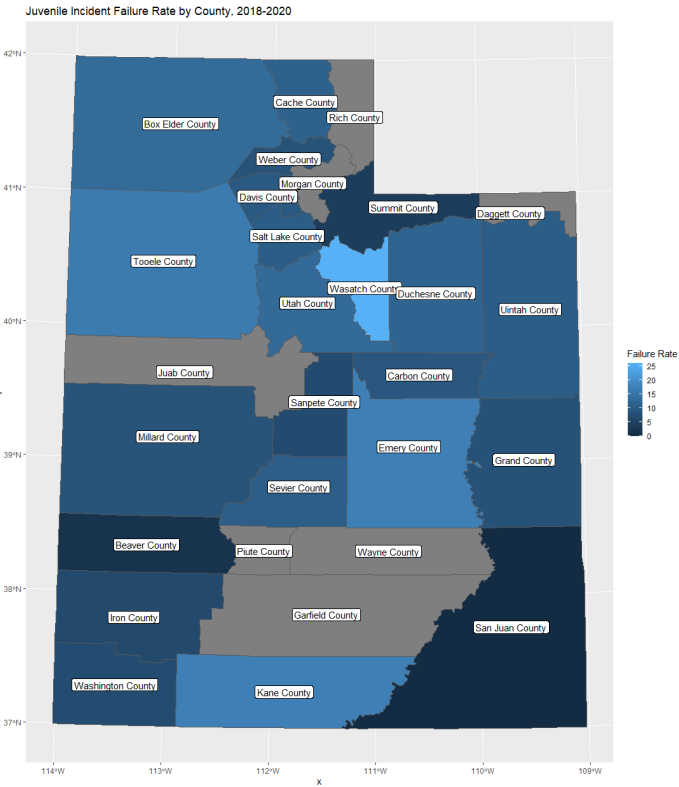 Juvenile Incident Failure Rate by County, 2018-2020
42°N
Cache County
Rich County
Box Elder County
Weber County
41°N
Morgan County
Davis County
Summit County
Daggett County
Salt Lake County
Tooele County
Wasatch County
Duchesne County
Utah County
Uintah County
40°N
Failure Rate
25
20
15
10
5
0
Juab County
Carbon County
Sanpete County
Millard County
Emery County
39°N
Grand County
Sevier County
Beaver County
Piute County
Wayne County
38°N
Iron County
Garfield County
San Juan County
Washington County
Kane County
37°N
114°W 113°W 112°W 111°W 110°W 109°W
x